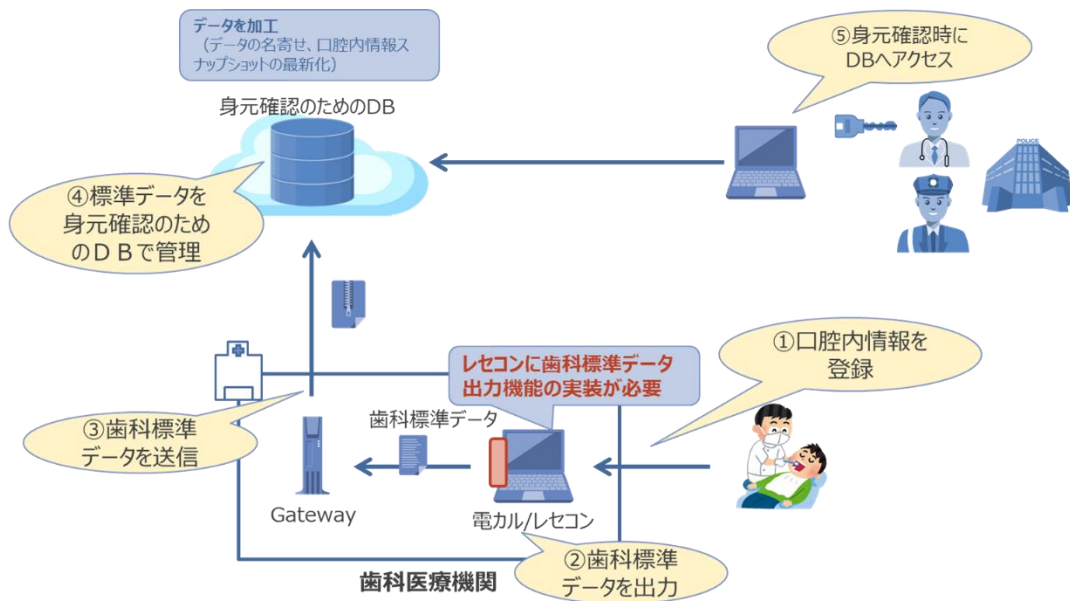 データを加工
（データの名寄せ、口腔内情報ス
ナップショットの最新化）
身元確認のためのDB
⑤身元確認時に
DBへアクセス
POLICE
④標準データを
身元確認のため
のＤＢで管理
①口腔内情報を
登録
レセコンに歯科標準データ
出力機能の実装が必要
歯科標準データ
③歯科標準
データを送信
Gateway
電カル/レセコン
②歯科標準
データを出力
歯科医療機関